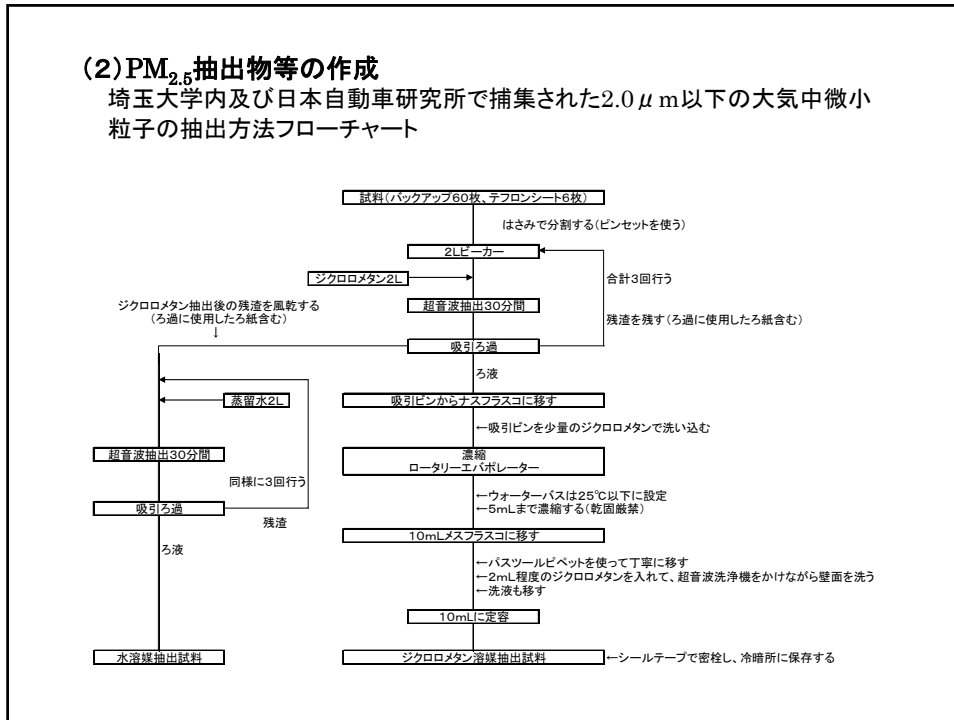 (2)PM2.5抽出物等の作成
埼玉大学内及び日本自動車研究所で捕集された2.0μm以下の大気中微小
粒子の抽出方法フローチャート
試料(バックアップ60枚、テフロンシート6枚)
はさみで分割する(ピンセットを使う)
2Lビーカー
ジクロロメタン2L
合計3回行う
超音波抽出30分間
残渣を残す(ろ過に使用したろ紙含む)
吸引ろ過
ジクロロメタン抽出後の残渣を風乾する
(ろ過に使用したろ紙含む)
↓
ろ液
吸引ビンからナスフラスコに移す
←吸引ビンを少量のジクロロメタンで洗い込む
濃縮
ロータリーエバポレーター
←ウォーターバスは25℃以下に設定
←5mLまで濃縮する(乾固厳禁)
10mLメスフラスコに移す
←パスツールピペットを使って丁寧に移す
←2mL程度のジクロロメタンを入れて、超音波洗浄機をかけながら壁面を洗う
←洗液も移す
10mLに定容
ジクロロメタン溶媒抽出試料
←シールテープで密栓し、冷暗所に保存する
蒸留水2L
超音波抽出30分間
同様に3回行う
吸引ろ過
残渣
ろ液
水溶媒抽出試料